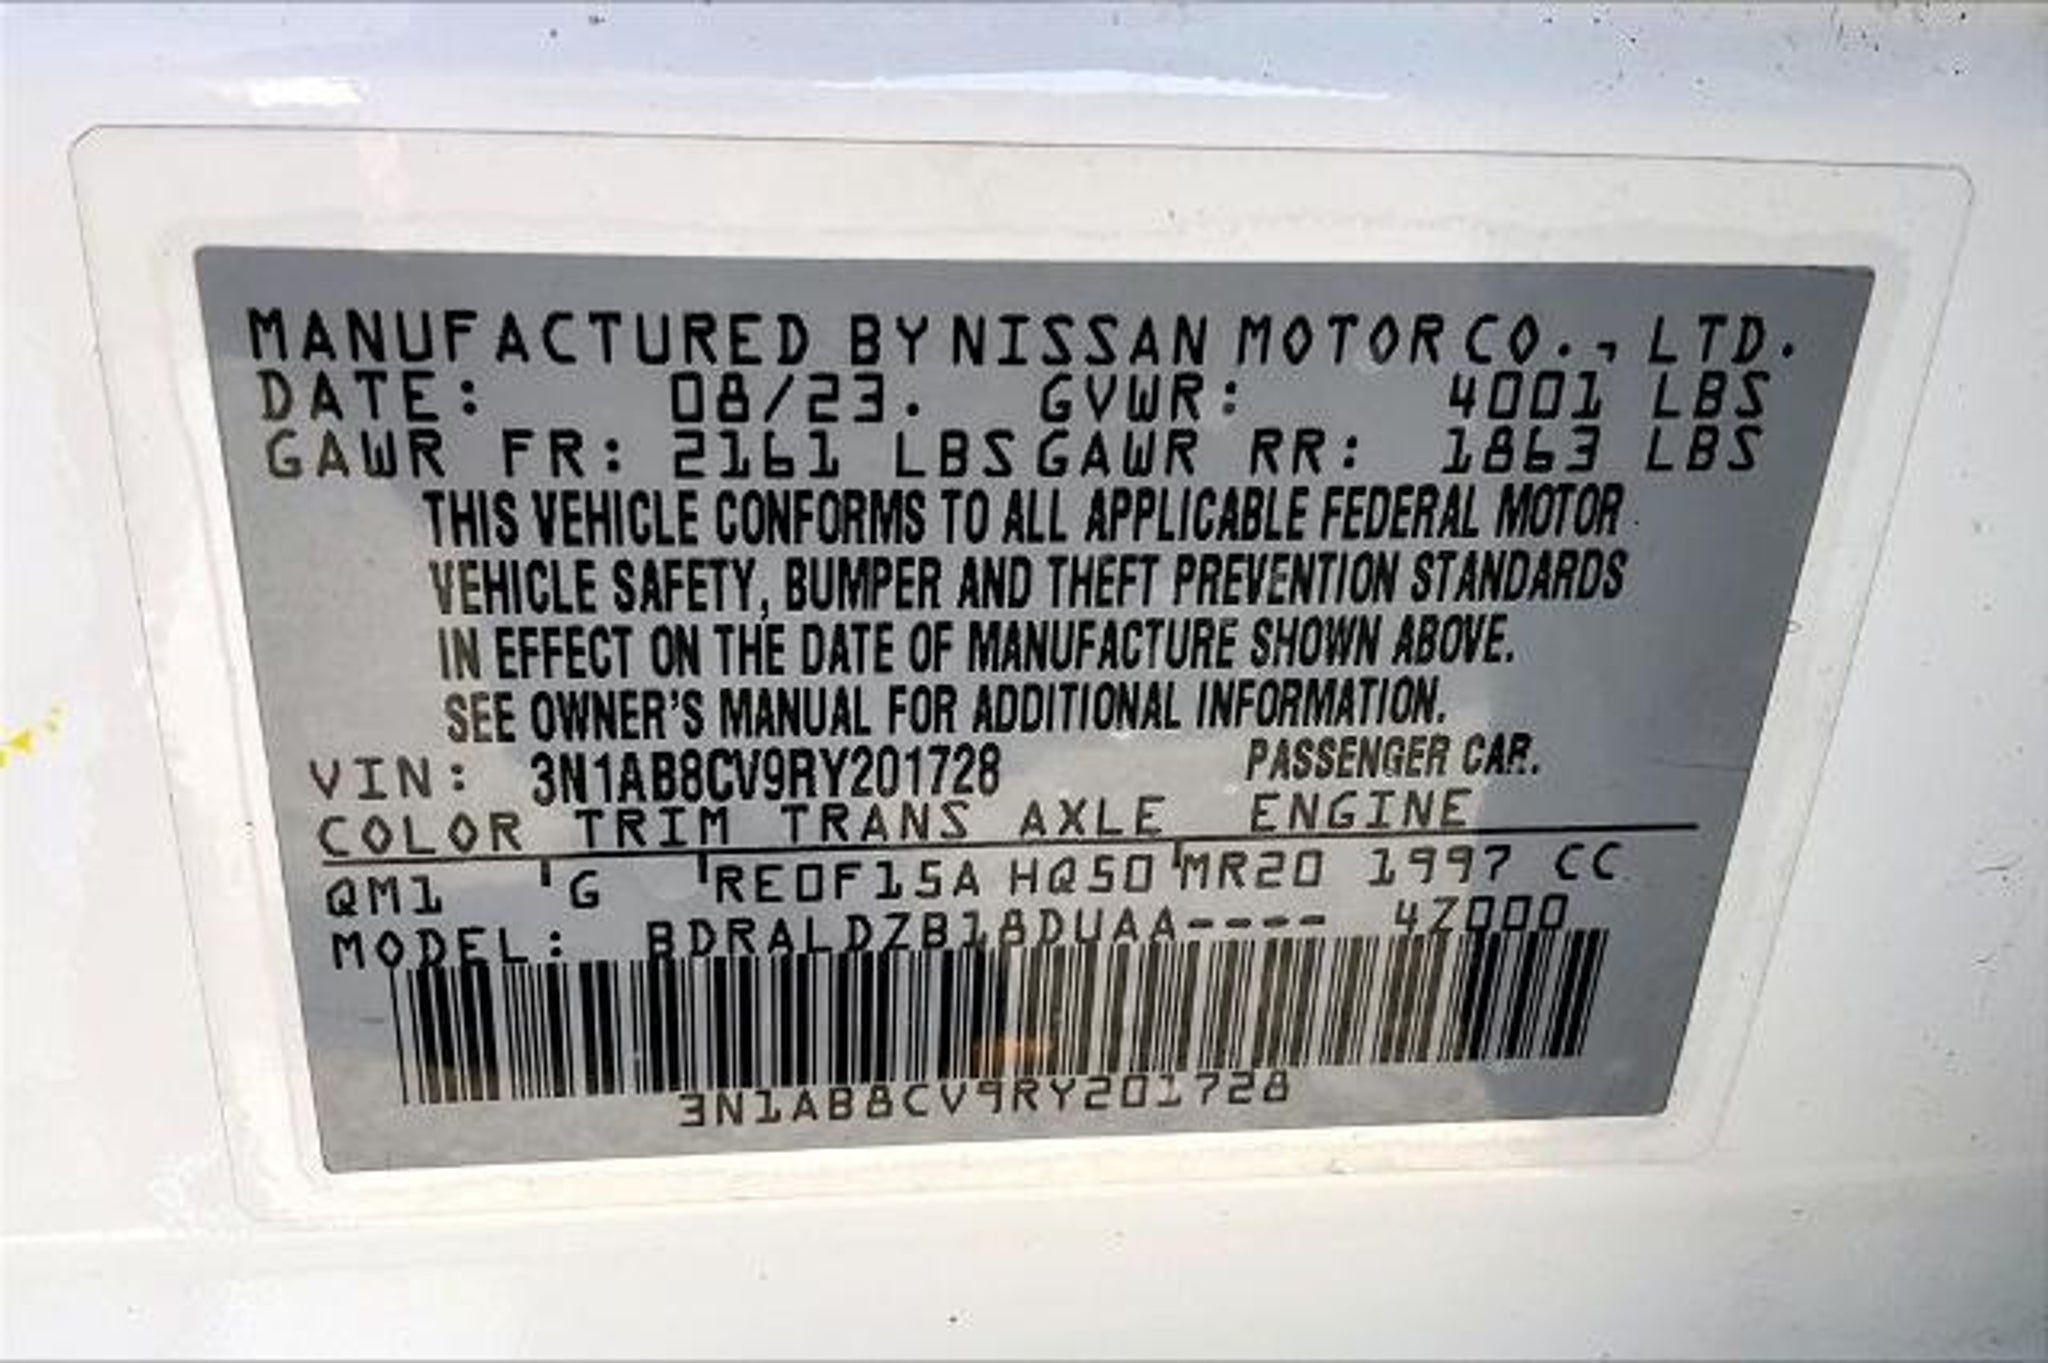 MANUFACTURED BY NISSAN MOTOR CO., LTD.
DATE: 08/23. GVWR: 4001 LBS
GAWR FR: 2161 LBS GAWR RR: 1863 LBS
THIS VEHICLE CONFORMS TO ALL APPLICABLE FEDERAL MOTOR
VEHICLE SAFETY, BUMPER AND THEFT PREVENTION STANDARDS
IN EFFECT ON THE DATE OF MANUFACTURE SHOWN ABOVE.
SEE OWNER'S MANUAL FOR ADDITIONAL INFORMATION.
VIN: 3N1AB8CV9RY201728 PASSENGER CAR.
COLOR TRIM TRANS AXLE ENGINE
QM1 G RE0F15A HQ50 MR20 1997 CC
MODEL: BDRALDZB18DUAA---- 4Z000
3N1AB8CV9RY201728